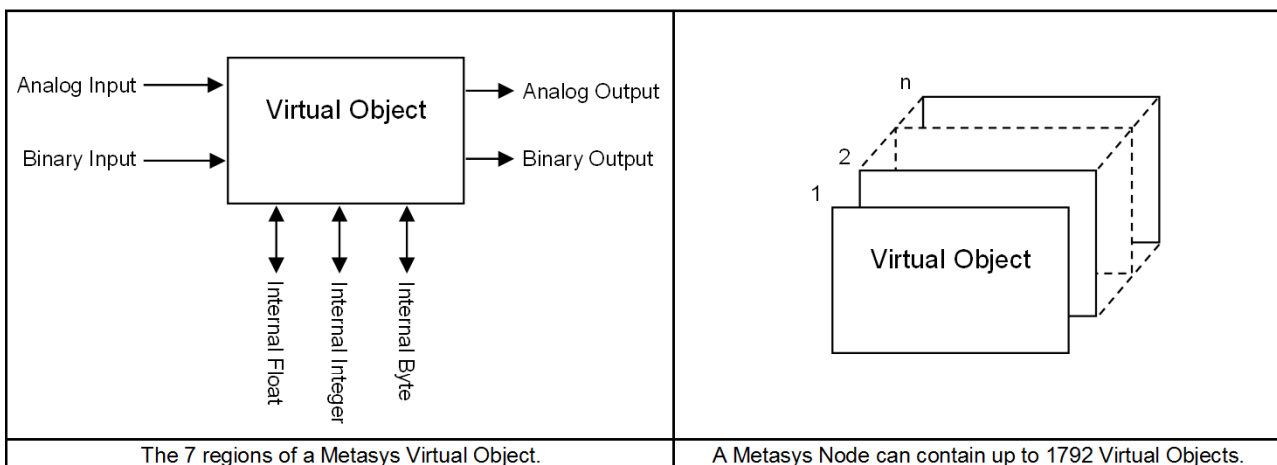 Analog Input
Binary Input
Virtual Object
Analog Output
Binary Output
Internal Float
Internal Integer
Internal Byte
The 7 regions of a Metasys Virtual Object.
n
2
1
Virtual Object
A Metasys Node can contain up to 1792 Virtual Objects.